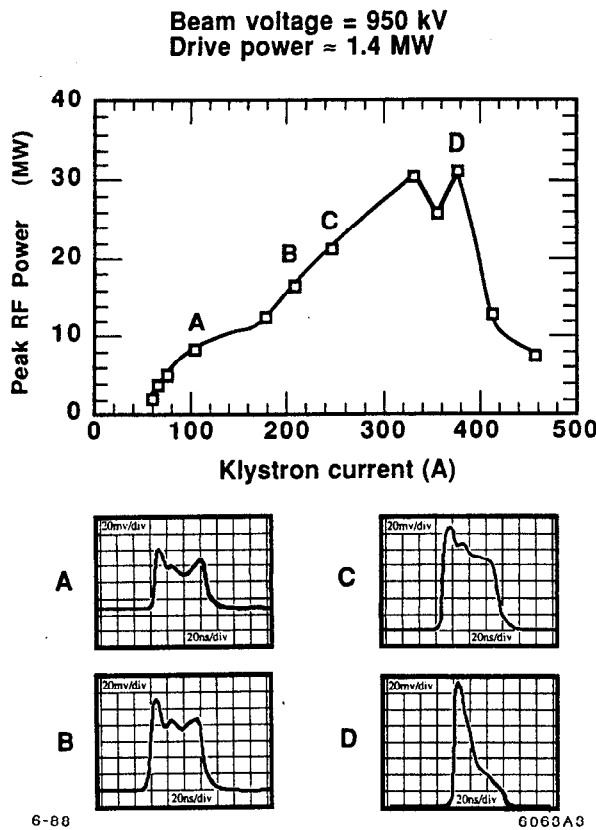 Beam voltage = 950 kV
Drive power ≈ 1.4 MW
Peak RF Power (MW)
40
30
20
10
0
A
B
C
D
0 100 200 300 400 500
Klystron current (A)
A
20mv/div
20ns/div
C
20mv/div
20ns/div
B
20mv/div
20ns/div
D
20mv/div
20ns/div
6-88
6063A3